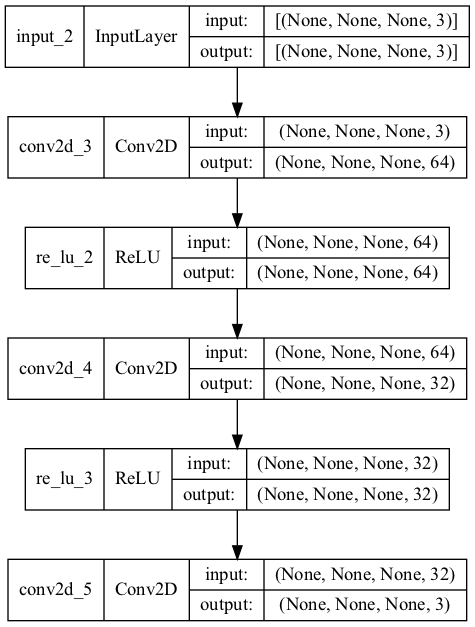 input_2 InputLayer input: [(None, None, None, 3)]
output: [(None, None, None, 3)]
conv2d_3 Conv2D input: (None, None, None, 3)
output: (None, None, None, 64)
re_lu_2 ReLU input: (None, None, None, 64)
output: (None, None, None, 64)
conv2d_4 Conv2D input: (None, None, None, 64)
output: (None, None, None, 32)
re_lu_3 ReLU input: (None, None, None, 32)
output: (None, None, None, 32)
conv2d_5 Conv2D input: (None, None, None, 32)
output: (None, None, None, 3)